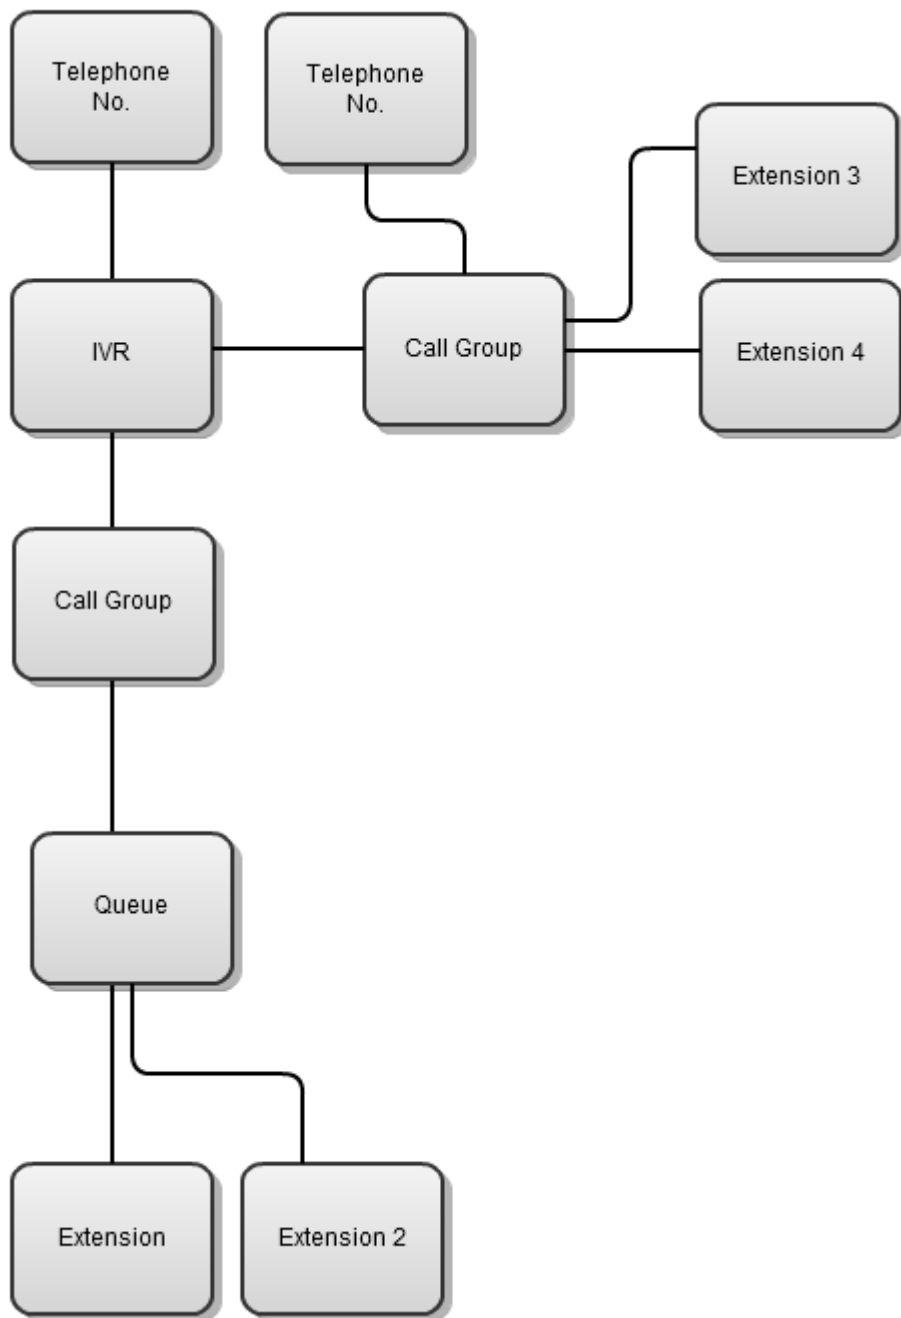 Telephone
No.
Telephone
No.
Extension 3
IVR
Call Group
Extension 4
Call Group
Queue
Extension
Extension 2